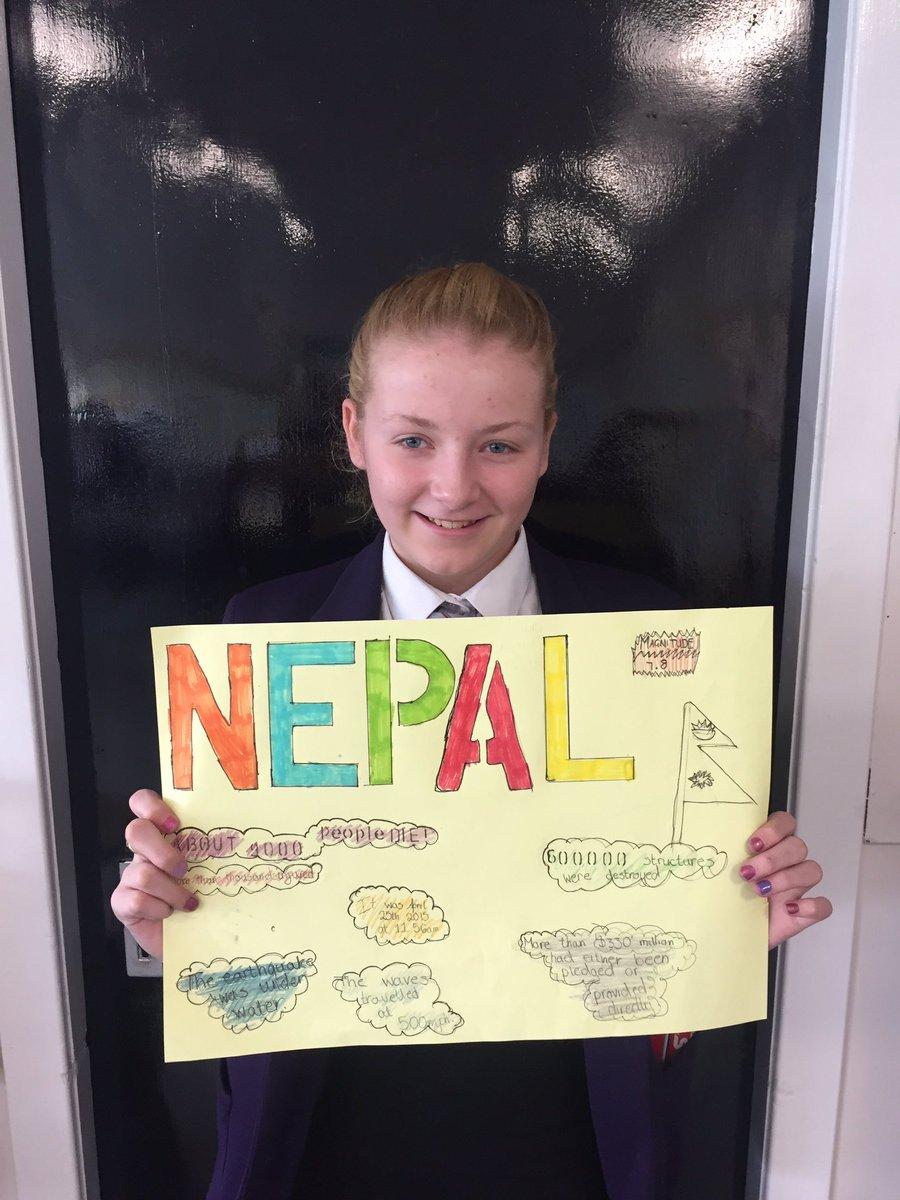 NEPAL
MAGNITUDE
7.8
ABOUT 9000 People DIE!
more than thousand injured
600000 structures
were destroyed
It was April
25th 2015
at 11.56am
The earthquake
was under
water
The waves
travelled
at
500mph.
More than $330 million
had either been
pledged or
provided
directly